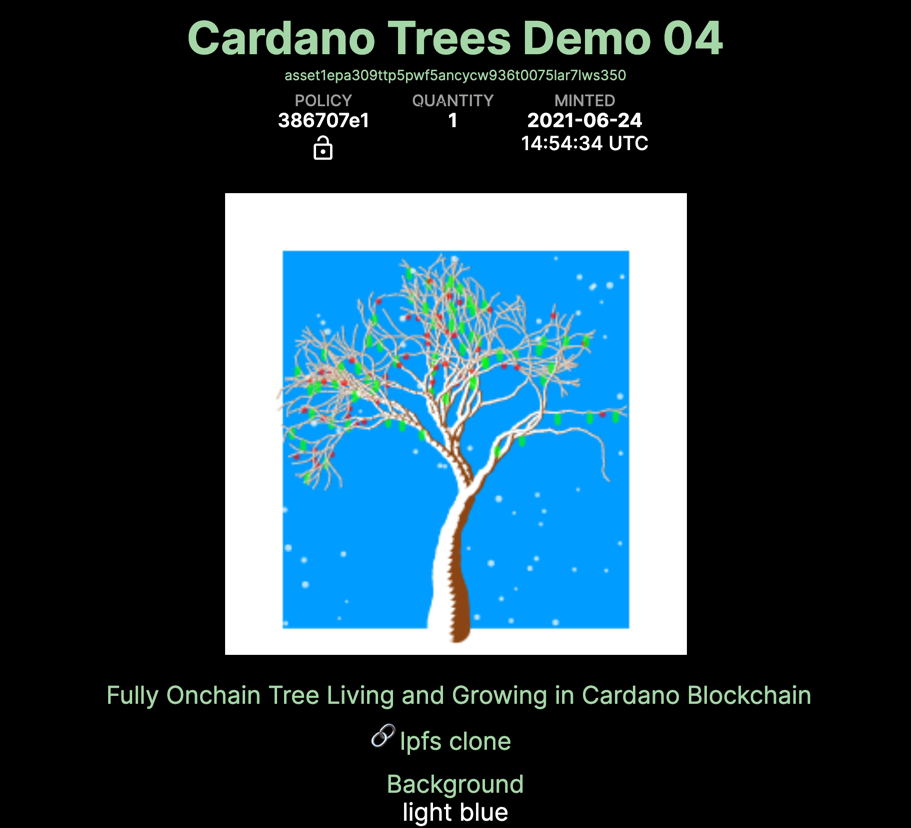 Cardano Trees Demo 04
asset1epa309ttp5pwf5ancycw936t0075lar7lws350
POLICY QUANTITY MINTED
386707e1 1 2021-06-24
14:54:34 UTC
Fully Onchain Tree Living and Growing in Cardano Blockchain
Ipfs clone
Background
light blue